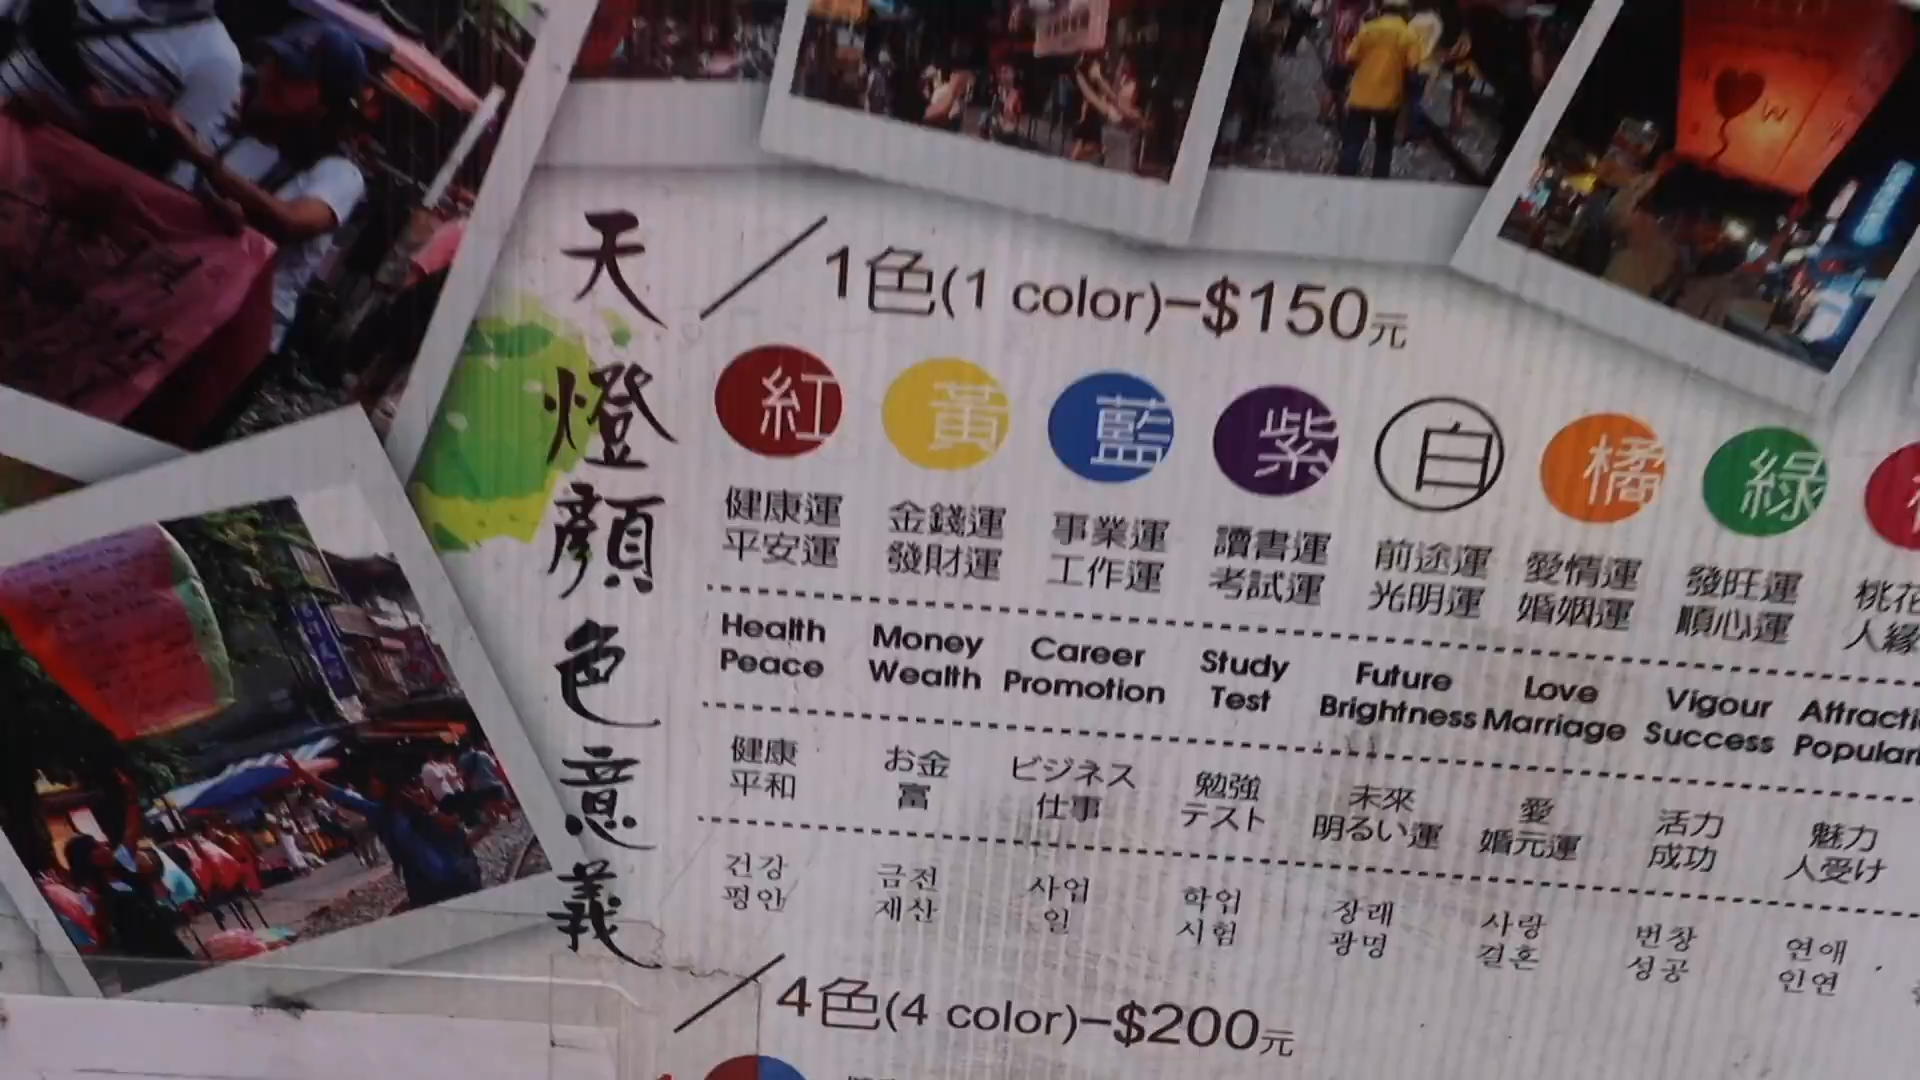 天燈顏色意義
1色(1 color)–$150元
紅 黃 藍 紫 白 橘 綠
健康運 金錢運 事業運 讀書運 前途運 愛情運 發旺運 桃花
平安運 發財運 工作運 考試運 光明運 婚姻運 順心運 人緣
Health Money Career Study Future Love Vigour Attracti
Peace Wealth Promotion Test Brightness Marriage Success Popular
健康 お金 ビジネス 勉強 未來 愛 活力 魅力
平和 富 仕事 テスト 明るい運 婚元運 成功 人受け
건강 금전 사업 학업 장래 사랑 번창 연애
평안 재산 일 시험 광명 결혼 성공 인연
4色(4 color)–$200元